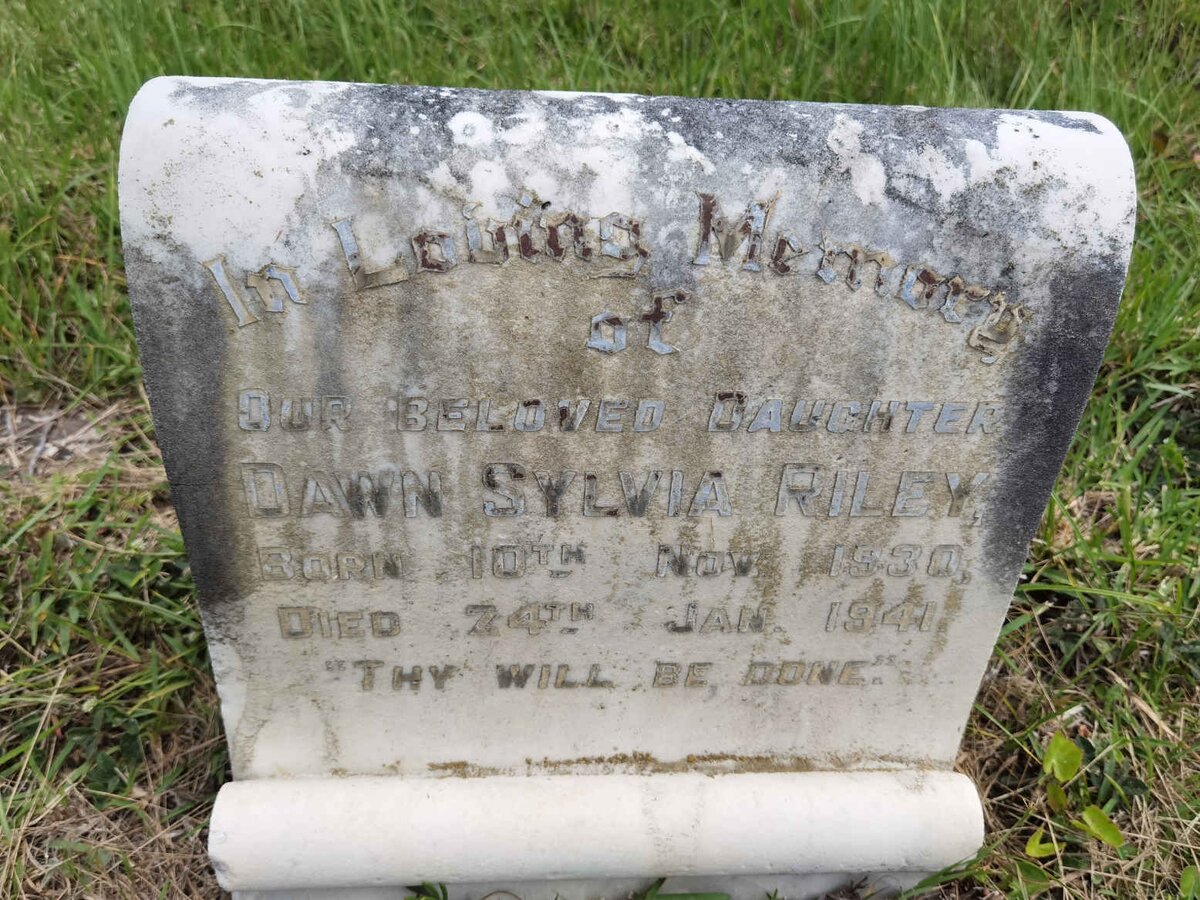 In Loving Memory
of
OUR BELOVED DAUGHTER
DAWN SYLVIA RILEY,
BORN 10TH NOV. 1930,
DIED 24TH JAN. 1941.
"THY WILL BE DONE."